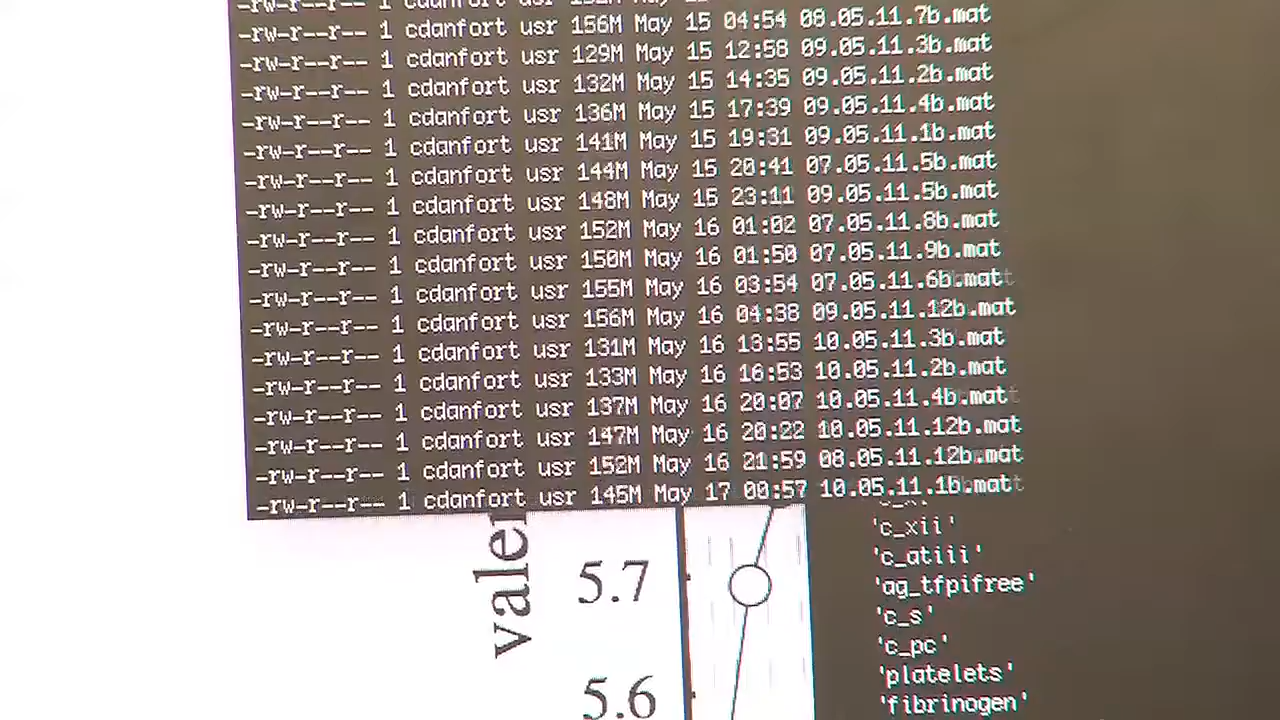 -rw-r--r-- 1 cdanfort usr 156M May 15 04:54 08.05.11.7b.mat
-rw-r--r-- 1 cdanfort usr 129M May 15 12:58 09.05.11.3b.mat
-rw-r--r-- 1 cdanfort usr 132M May 15 14:35 09.05.11.2b.mat
-rw-r--r-- 1 cdanfort usr 136M May 15 17:39 09.05.11.4b.mat
-rw-r--r-- 1 cdanfort usr 141M May 15 19:31 09.05.11.1b.mat
-rw-r--r-- 1 cdanfort usr 144M May 15 20:41 07.05.11.5b.mat
-rw-r--r-- 1 cdanfort usr 148M May 15 23:11 09.05.11.5b.mat
-rw-r--r-- 1 cdanfort usr 152M May 16 01:02 07.05.11.8b.mat
-rw-r--r-- 1 cdanfort usr 150M May 16 01:50 07.05.11.9b.mat
-rw-r--r-- 1 cdanfort usr 155M May 16 03:54 07.05.11.6b.mat
-rw-r--r-- 1 cdanfort usr 156M May 16 04:38 09.05.11.12b.mat
-rw-r--r-- 1 cdanfort usr 131M May 16 13:55 10.05.11.3b.mat
-rw-r--r-- 1 cdanfort usr 133M May 16 16:53 10.05.11.2b.mat
-rw-r--r-- 1 cdanfort usr 137M May 16 20:07 10.05.11.4b.mat
-rw-r--r-- 1 cdanfort usr 147M May 16 20:22 10.05.11.12b.mat
-rw-r--r-- 1 cdanfort usr 152M May 16 21:59 08.05.11.12b.mat
-rw-r--r-- 1 cdanfort usr 145M May 17 00:57 10.05.11.1b.mat
'c_xii'
'c_atiii'
'ag_tfpifree'
'c_s'
'c_pc'
'platelets'
'fibrinogen'
valer
5.7
5.6